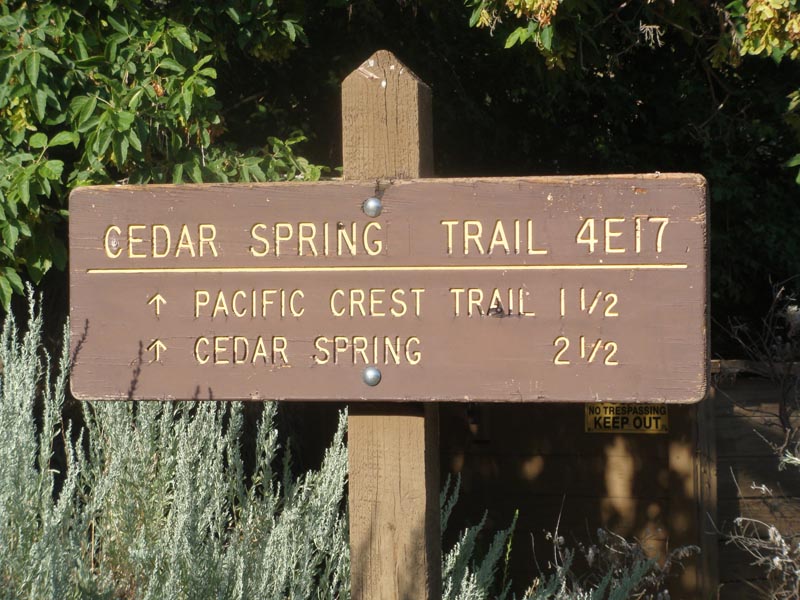 CEDAR SPRING TRAIL 4E17
↑ PACIFIC CREST TRAIL 1 1/2
↑ CEDAR SPRING 2 1/2
NO TRESPASSING
KEEP OUT